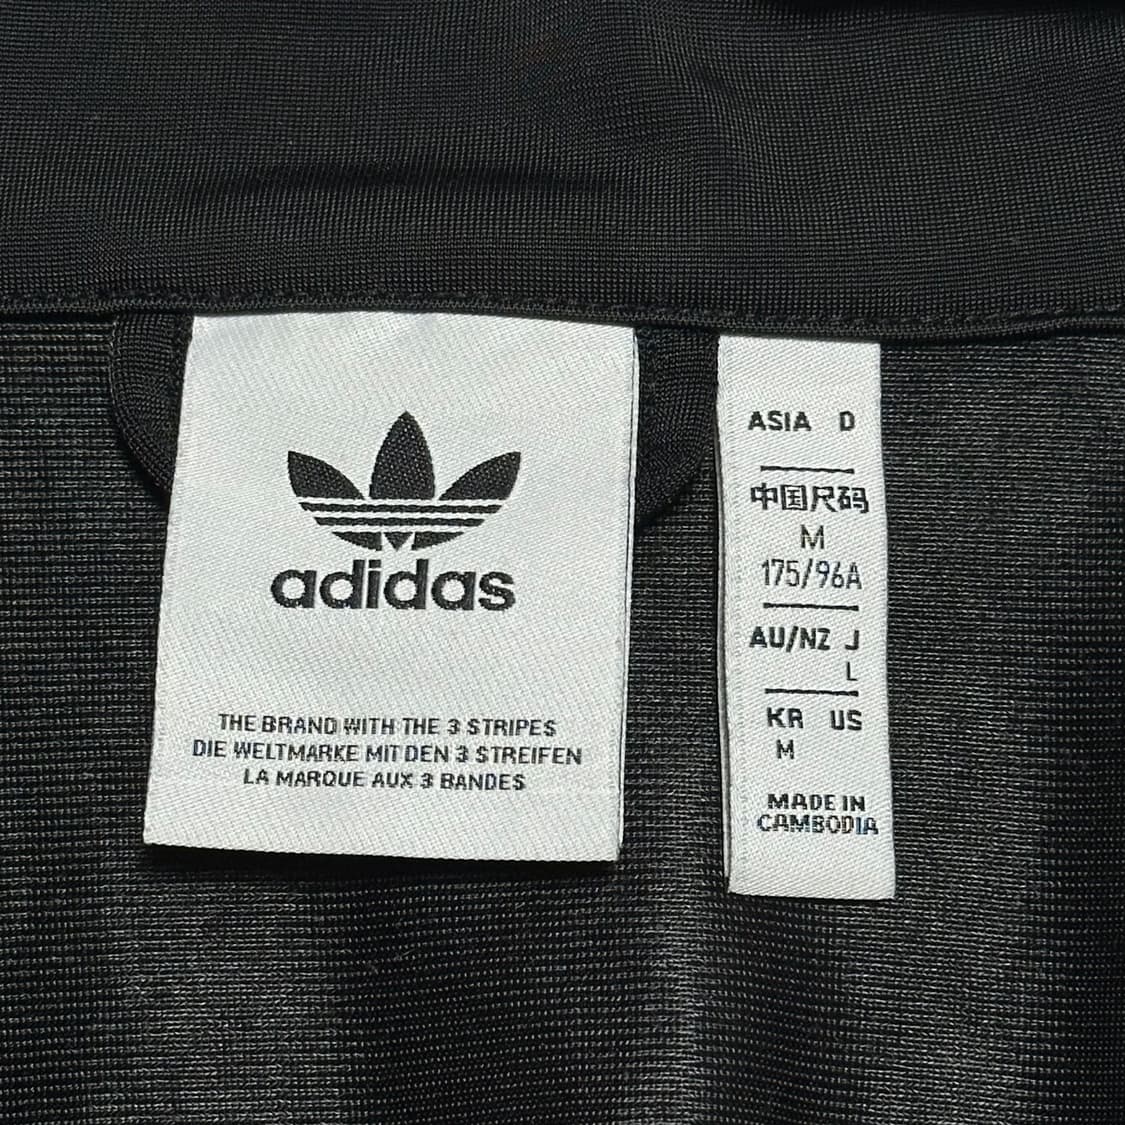 adidas
THE BRAND WITH THE 3 STRIPES
DIE WELTMARKE MIT DEN 3 STREIFEN
LA MARQUE AUX 3 BANDES
ASIA D
中国尺码
M
175/96A
AU/NZ J
L
KR US
M
MADE IN
CAMBODIA